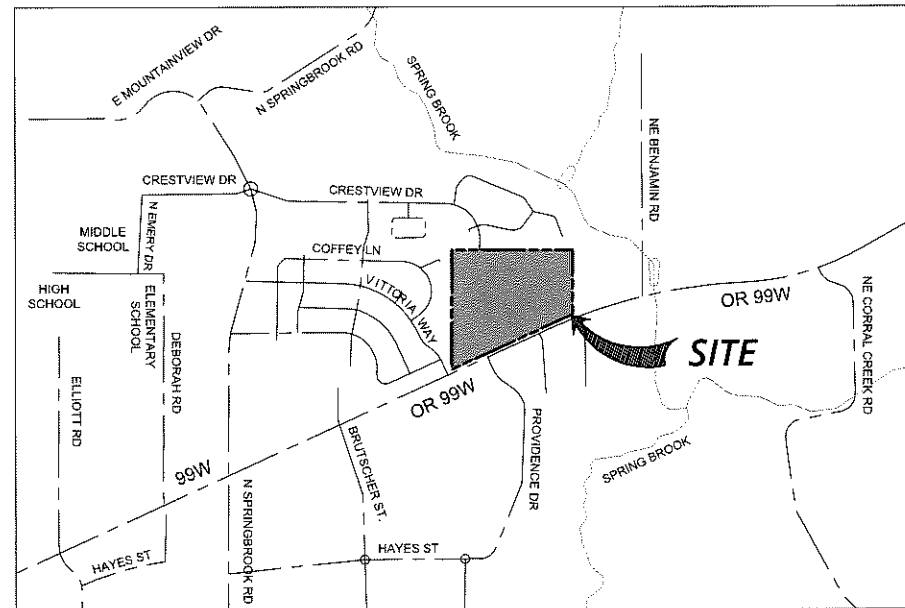 E MOUNTAINVIEW DR
N SPRINGBROOK RD
SPRING BROOK
NE BENJAMIN RD
CRESTVIEW DR
CRESTVIEW DR
N EMERY DR
MIDDLE
SCHOOL
COFFEY LN
VITTORIA WAY
HIGH
SCHOOL
ELEMENTARY
SCHOOL
DEBORAH RD
ELLIOTT RD
OR 99W
NE CORRAL CREEK RD
SITE
OR 99W
99W
BRUTSCHER ST.
PROVIDENCE DR
SPRING BROOK
N SPRINGBROOK RD
HAYES ST
HAYES ST